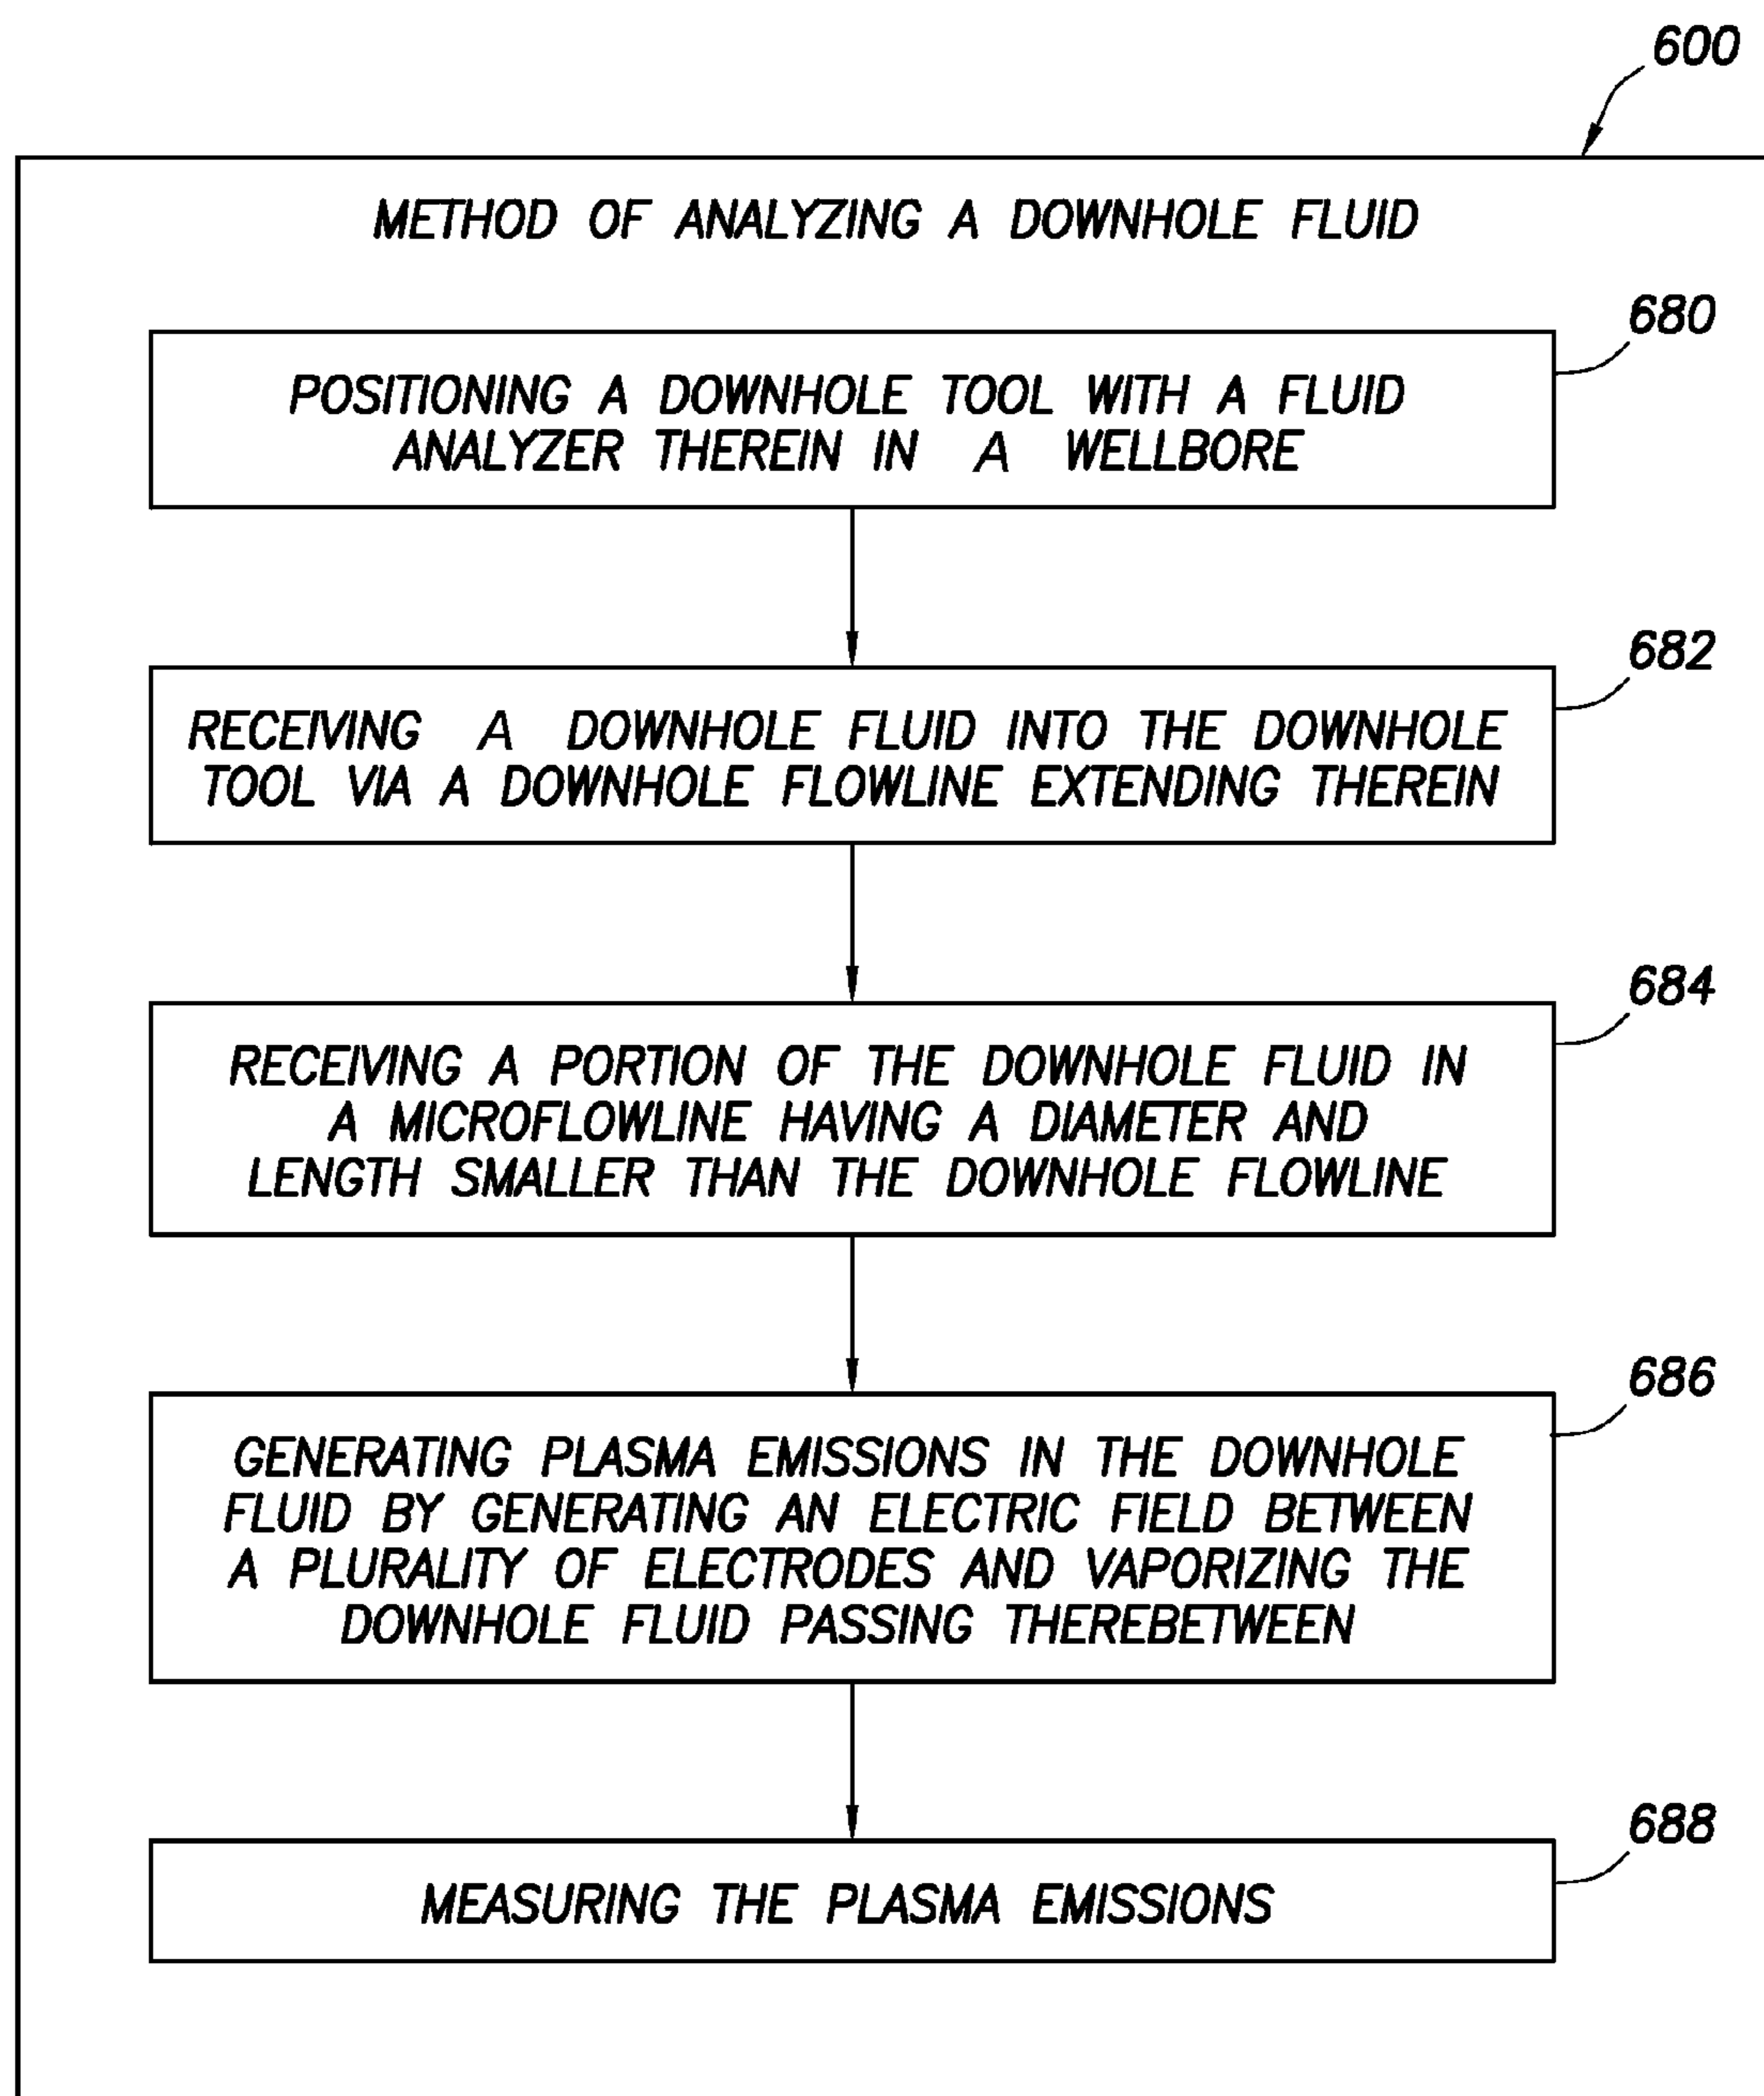 600
METHOD OF ANALYZING A DOWNHOLE FLUID
680
POSITIONING A DOWNHOLE TOOL WITH A FLUID
ANALYZER THEREIN IN A WELLBORE
682
RECEIVING A DOWNHOLE FLUID INTO THE DOWNHOLE
TOOL VIA A DOWNHOLE FLOWLINE EXTENDING THEREIN
684
RECEIVING A PORTION OF THE DOWNHOLE FLUID IN
A MICROFLOWLINE HAVING A DIAMETER AND
LENGTH SMALLER THAN THE DOWNHOLE FLOWLINE
686
GENERATING PLASMA EMISSIONS IN THE DOWNHOLE
FLUID BY GENERATING AN ELECTRIC FIELD BETWEEN
A PLURALITY OF ELECTRODES AND VAPORIZING THE
DOWNHOLE FLUID PASSING THEREBETWEEN
688
MEASURING THE PLASMA EMISSIONS